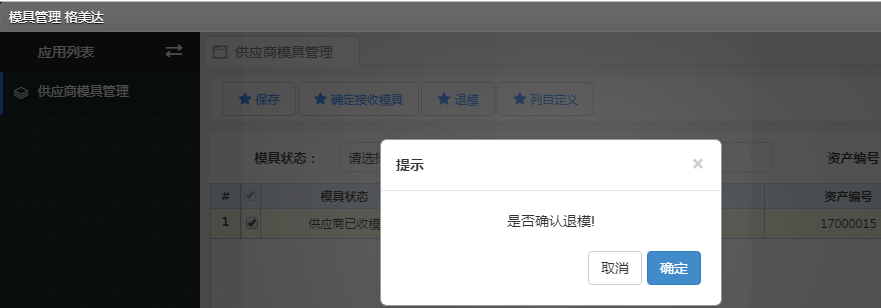 模具管理 格美达
应用列表
供应商模具管理
供应商模具管理
保存 确定接收模具 退模 列自定义
模具状态： 请选择 资产编号
提示 ×
# 模具状态 资产编号
是否确认退模!
1 供应商已收模 17000015
取消 确定